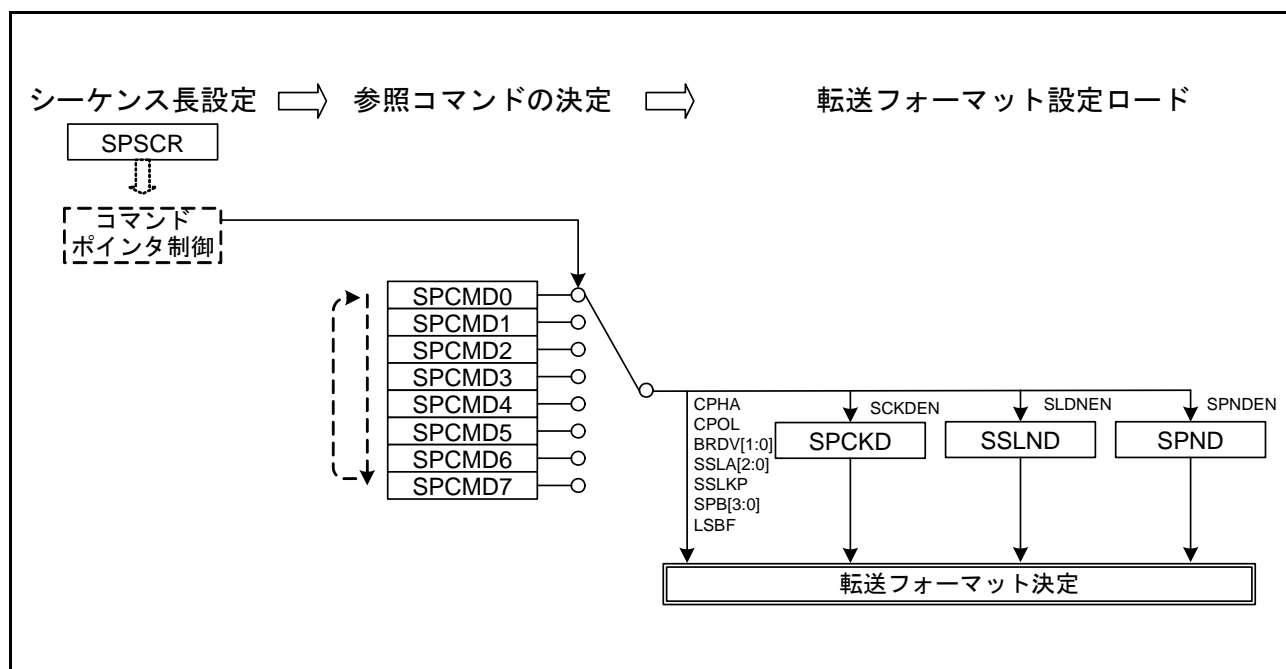 シーケンス長設定
参照コマンドの決定
転送フォーマット設定ロード
SPSCR
コマンド
ポインタ制御
SPCMD0
SPCMD1
SPCMD2
SPCMD3
SPCMD4
SPCMD5
SPCMD6
SPCMD7
CPHA
CPOL
BRDV[1:0]
SSLA[2:0]
SSLKP
SPB[3:0]
LSBF
SCKDEN
SPCKD
SLDNEN
SSLND
SPNDEN
SPND
転送フォーマット決定